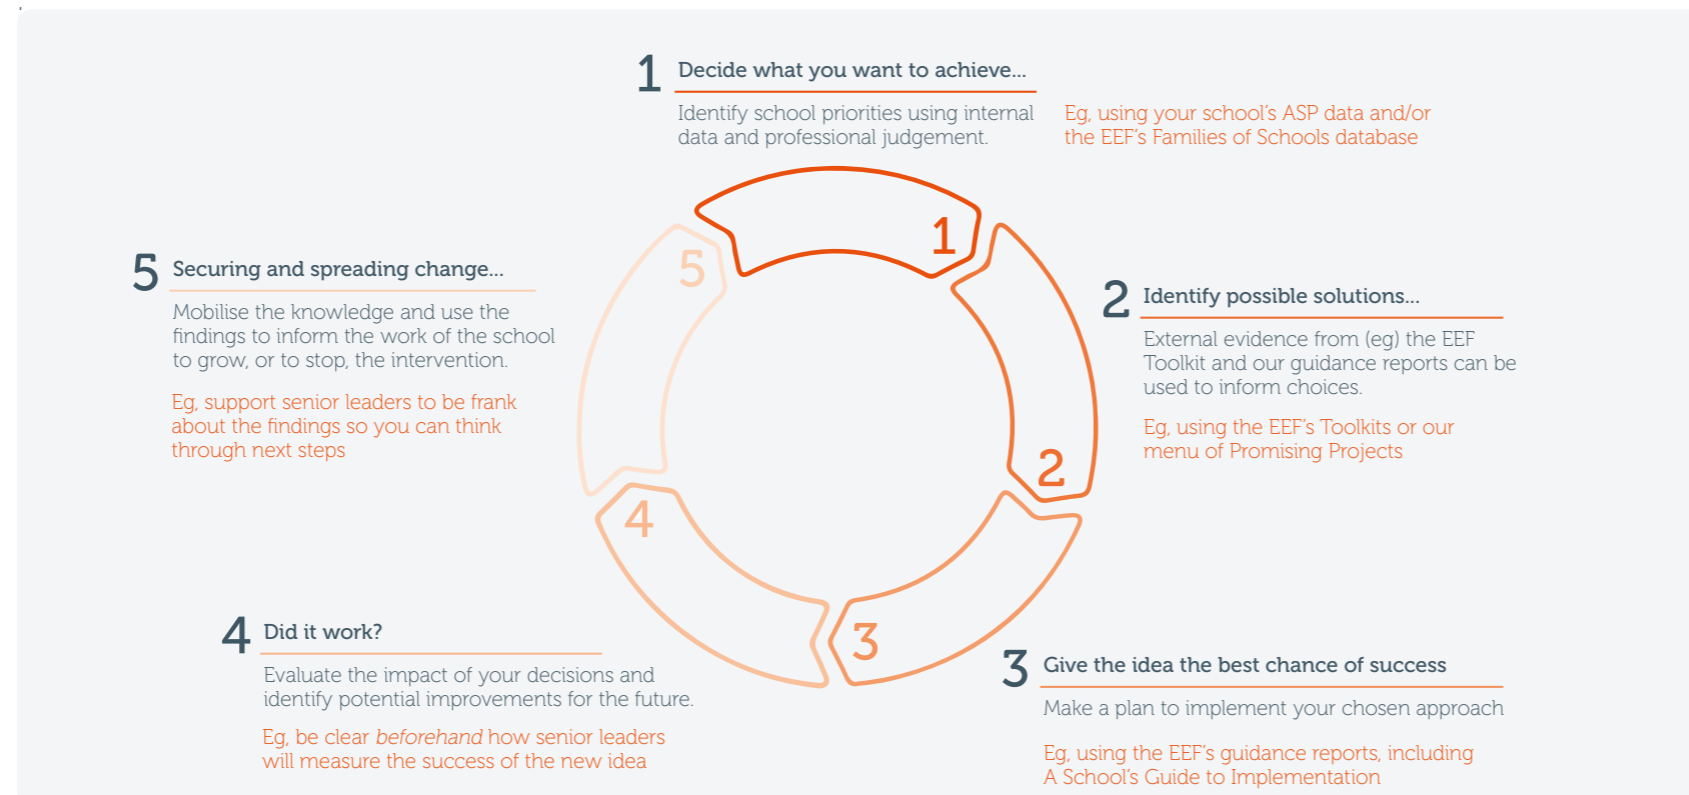 1 Decide what you want to achieve...
Identify school priorities using internal
data and professional judgement.
Eg, using your school's ASP data and/or
the EEF's Families of Schools database
1
2
3
4
5
2 Identify possible solutions...
External evidence from (eg) the EEF
Toolkit and our guidance reports can be
used to inform choices.
Eg, using the EEF's Toolkits or our
menu of Promising Projects
3 Give the idea the best chance of success
Make a plan to implement your chosen approach
Eg, using the EEF's guidance reports, including
A School's Guide to Implementation
4 Did it work?
Evaluate the impact of your decisions and
identify potential improvements for the future.
Eg, be clear beforehand how senior leaders
will measure the success of the new idea
5 Securing and spreading change...
Mobilise the knowledge and use the
findings to inform the work of the school
to grow, or to stop, the intervention.
Eg, support senior leaders to be frank
about the findings so you can think
through next steps